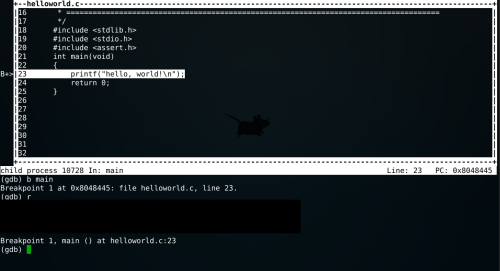 helloworld.c
16 * ===============================================================================
17 */
18 #include <stdlib.h>
19 #include <stdio.h>
20 #include <assert.h>
21 int main(void)
22 {
B+> 23 printf("hello, world!\n");
24 return 0;
25 }
26
27
28
29
30
31
32
child process 10728 In: main Line: 23 PC: 0x8048445
(gdb) b main
Breakpoint 1 at 0x8048445: file helloworld.c, line 23.
(gdb) r
Breakpoint 1, main () at helloworld.c:23
(gdb)